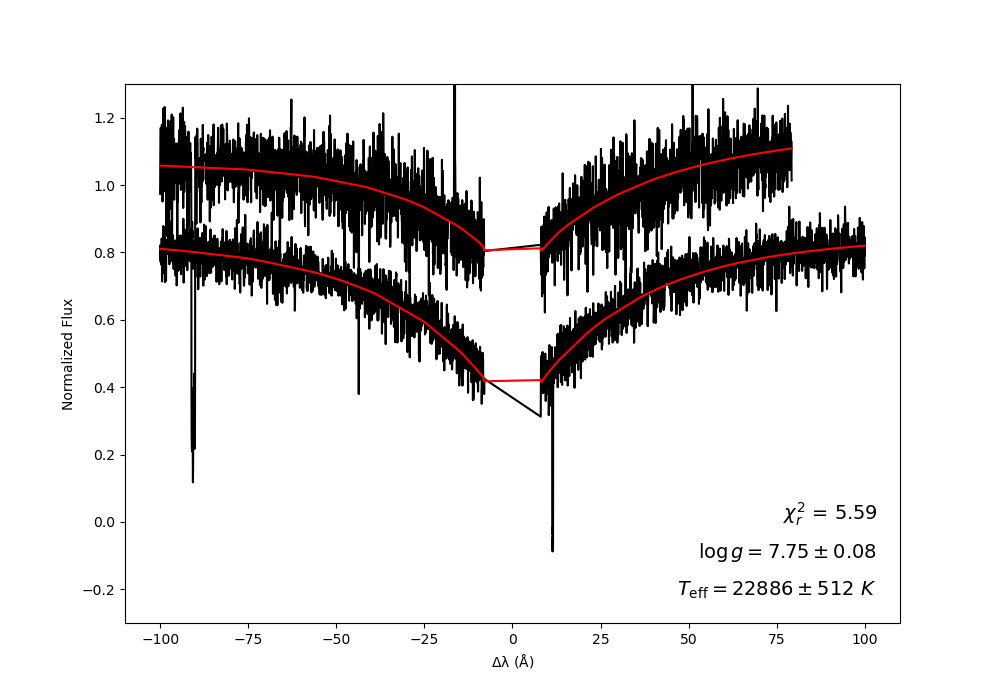 Normalized Flux
1.2
1.0
0.8
0.6
0.4
0.2
0.0
−0.2
χ²ᵣ = 5.59
log g = 7.75 ± 0.08
T_eff = 22886 ± 512 K
−100 −75 −50 −25 0 25 50 75 100
Δλ (Å)